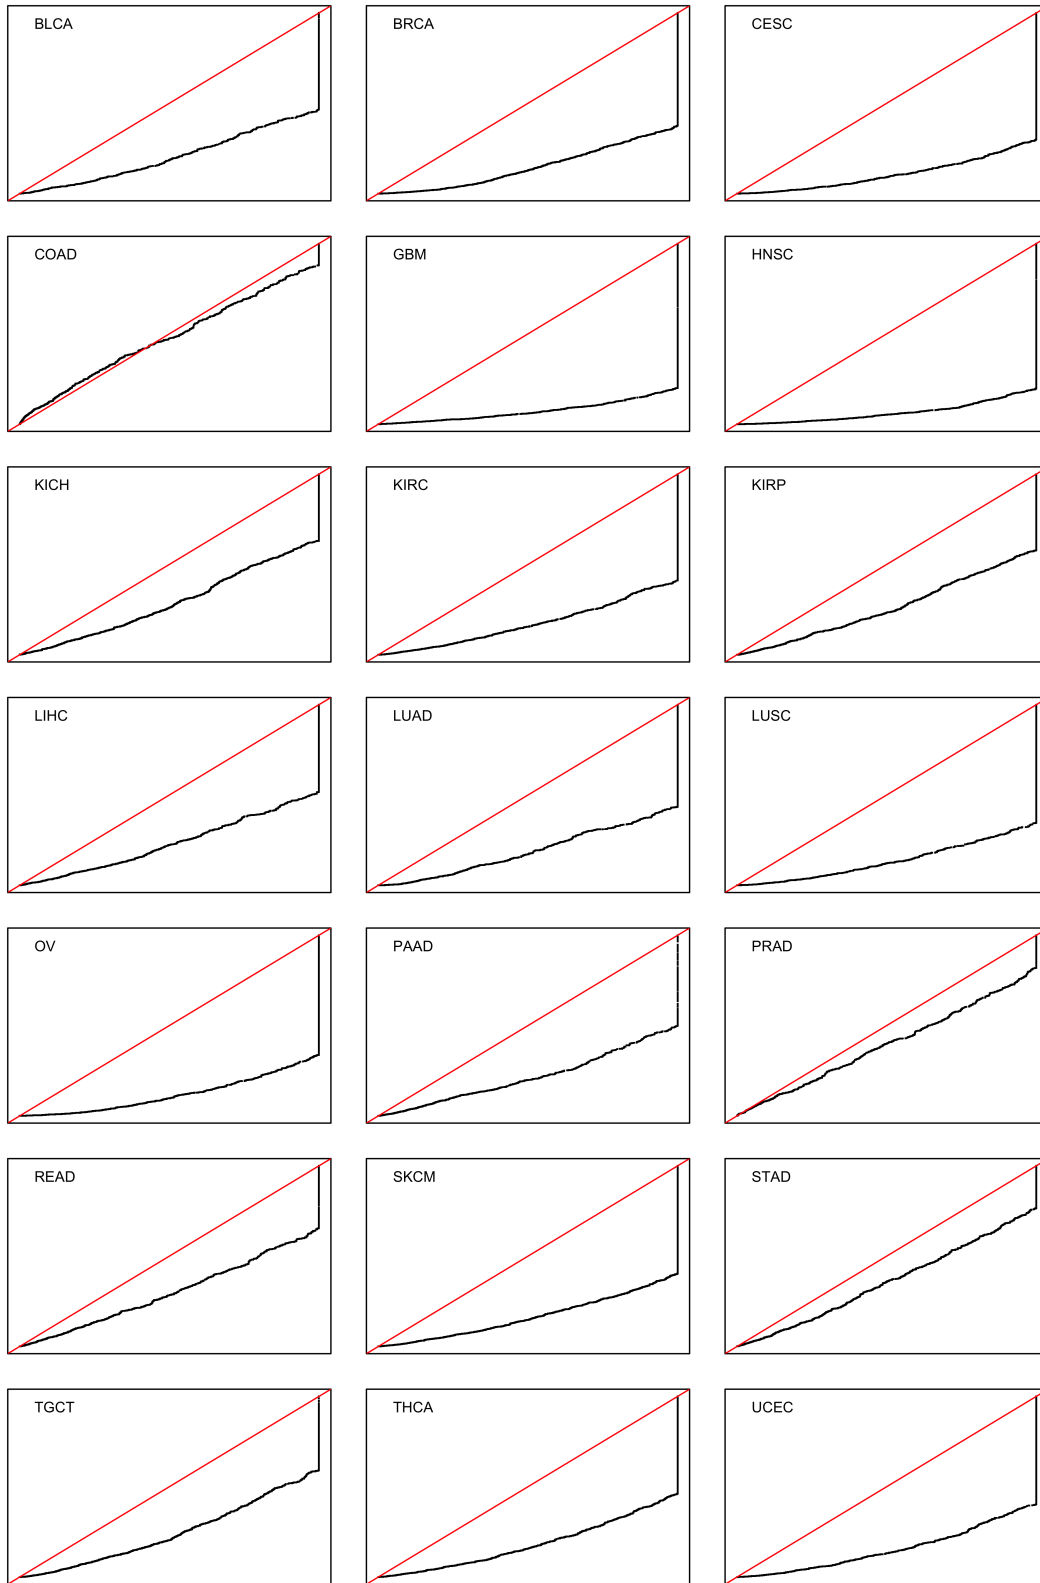 BLCA
BRCA
CESC
COAD
GBM
HNSC
KICH
KIRC
KIRP
LIHC
LUAD
LUSC
OV
PAAD
PRAD
READ
SKCM
STAD
TGCT
THCA
UCEC